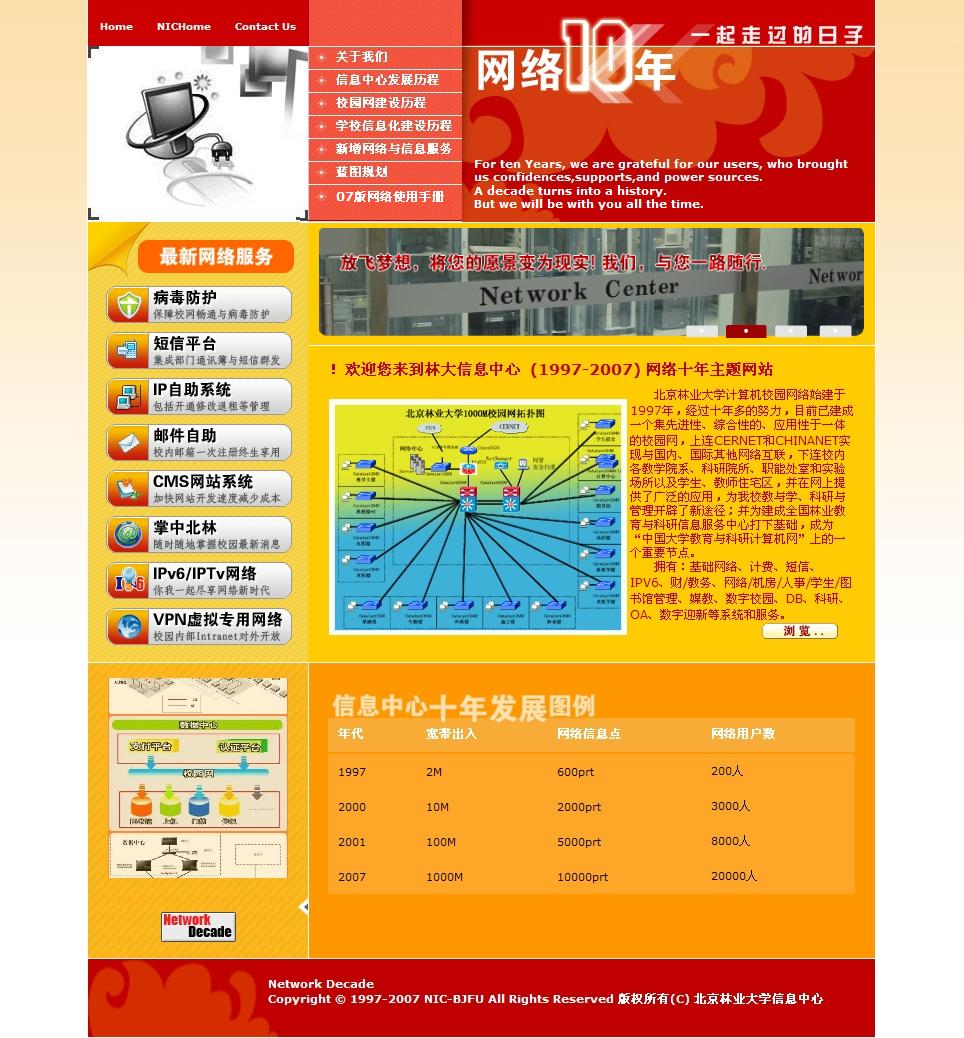 Home NICHome Contact Us
关于我们
信息中心发展历程
校园网建设历程
学校信息化建设历程
新增网络与信息服务
蓝图规划
07版网络使用手册
网络10年
一起走过的日子
For ten Years, we are grateful for our users, who brought
us confidences,supports,and power sources.
A decade turns into a history.
But we will be with you all the time.
最新网络服务
病毒防护
保障校网畅通与病毒防护
短信平台
集成部门通讯簿与短信群发
IP自助系统
包括开通修改退租等管理
邮件自助
校内邮箱一次注册终生享用
CMS网站系统
加快网站开发速度减少成本
掌中北林
随时随地掌握校园最新消息
IPv6/IPTv网络
你我一起尽享网络新时代
VPN虚拟专用网络
校园内部Intranet对外开放
放飞梦想，将您的愿景变为现实! 我们，与您一路随行.
Network Center
Networ
! 欢迎您来到林大信息中心 (1997-2007) 网络十年主题网站
北京林业大学1000M校园网拓扑图
CERNET
网络中心
北京林业大学计算机校园网络始建于
1997年，经过十年多的努力，目前已建成
一个集先进性、综合性的、应用性于一体
的校园网，上连CERNET和CHINANET实
现与国内、国际其他网络互联，下连校内
各教学院系、科研院所、职能处室和实验
场所以及学生、教师住宅区，并在网上提
供了广泛的应用，为我校教与学、科研与
管理开辟了新途径；并为建成全国林业教
育与科研信息服务中心打下基础，成为
“中国大学教育与科研计算机网”上的一
个重要节点。
拥有：基础网络、计费、短信、
IPV6、财/教务、网络/机房/人事/学生/图
书馆管理、媒教、数字校园、DB、科研、
OA、数字迎新等系统和服务。
浏 览 . .
数据中心
支付平台 认证平台
校园网
数据中心
Network
Decade
信息中心十年发展图例
年代 宽带出入 网络信息点 网络用户数
1997 2M 600prt 200人
2000 10M 2000prt 3000人
2001 100M 5000prt 8000人
2007 1000M 10000prt 20000人
Network Decade
Copyright © 1997-2007 NIC-BJFU All Rights Reserved 版权所有(C) 北京林业大学信息中心